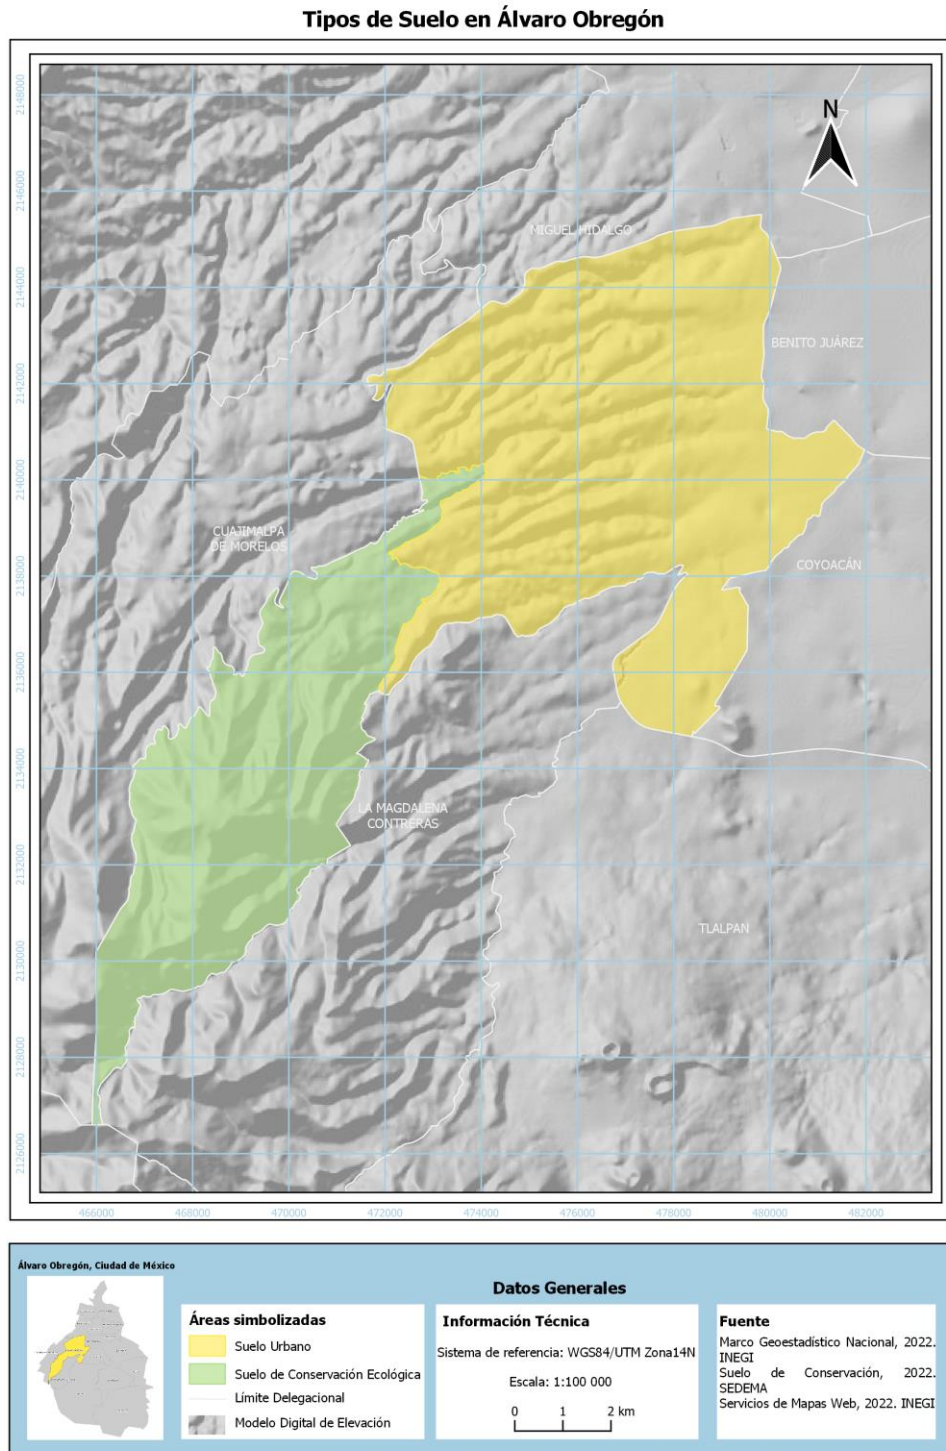 Tipos de Suelo en Álvaro Obregón
N
2148000
2146000
2144000
2142000
2140000
2138000
2136000
2134000
2132000
2130000
2128000
2126000
MIGUEL HIDALGO
BENITO JUÁREZ
CUAJIMALPA
DE MORELOS
COYOACÁN
LA MAGDALENA
CONTRERAS
TLALPAN
466000
468000
470000
472000
474000
476000
478000
480000
482000
Álvaro Obregón, Ciudad de México
Datos Generales
Áreas simbolizadas
Suelo Urbano
Suelo de Conservación Ecológica
Límite Delegacional
Modelo Digital de Elevación
Información Técnica
Sistema de referencia: WGS84/UTM Zona14N
Escala: 1:100 000
0 1 2 km
Fuente
Marco Geoestadístico Nacional, 2022.
INEGI
Suelo de Conservación, 2022.
SEDEMA
Servicios de Mapas Web, 2022. INEGI